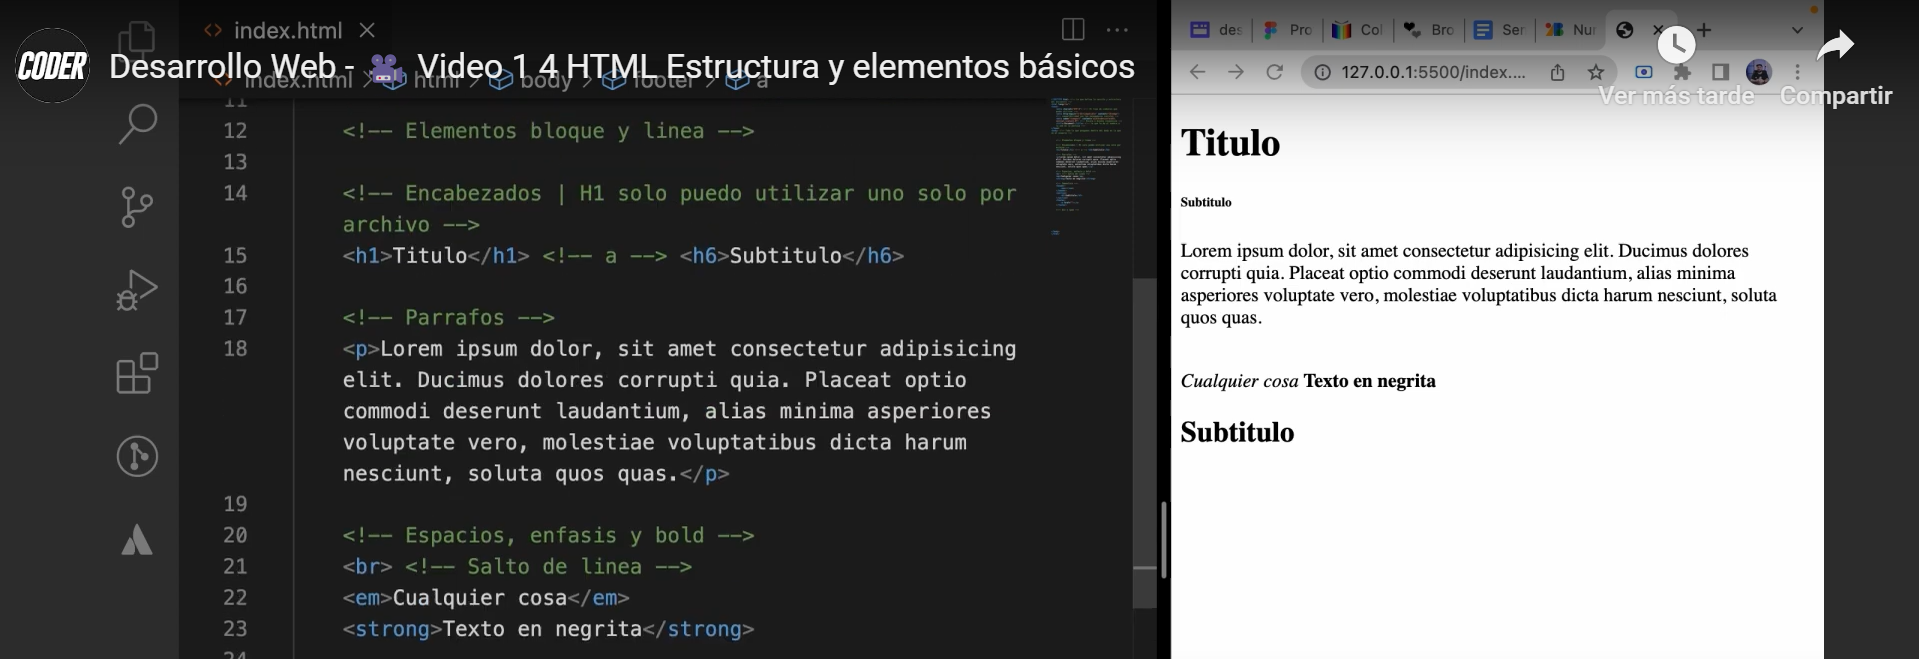 index.html
CODER
Desarrollo Web - 🎥 Video 1 4 HTML Estructura y elementos básicos
index.html > html > body > footer > a
11
12 <!-- Elementos bloque y linea -->
13
14 <!-- Encabezados | H1 solo puedo utilizar uno solo por
archivo -->
15 <h1>Titulo</h1> <!-- a --> <h6>Subtitulo</h6>
16
17 <!-- Parrafos -->
18 <p>Lorem ipsum dolor, sit amet consectetur adipisicing
elit. Ducimus dolores corrupti quia. Placeat optio
commodi deserunt laudantium, alias minima asperiores
voluptate vero, molestiae voluptatibus dicta harum
nesciunt, soluta quos quas.</p>
19
20 <!-- Espacios, enfasis y bold -->
21 <br> <!-- Salto de linea -->
22 <em>Cualquier cosa</em>
23 <strong>Texto en negrita</strong>
24
des Pro Col Bro Ser Nur
127.0.0.1:5500/index....
Ver más tarde Compartir
Titulo
Subtitulo
Lorem ipsum dolor, sit amet consectetur adipisicing elit. Ducimus dolores
corrupti quia. Placeat optio commodi deserunt laudantium, alias minima
asperiores voluptate vero, molestiae voluptatibus dicta harum nesciunt, soluta
quos quas.
Cualquier cosa Texto en negrita
Subtitulo